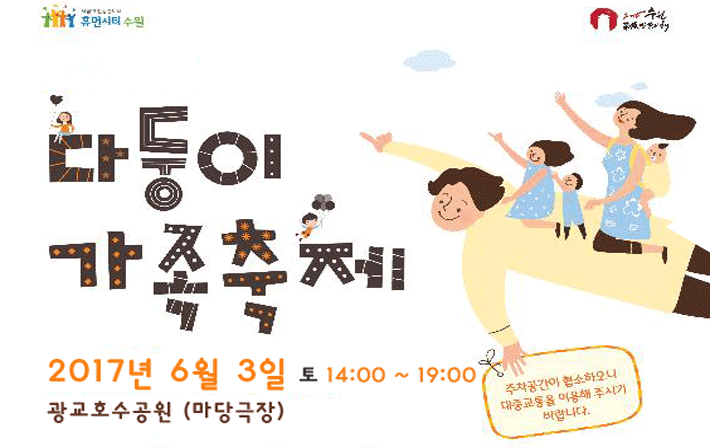 휴먼시티 수원
수원
다둥이
가족축제
2017년 6월 3일 토 14:00 ~ 19:00
광교호수공원 (마당극장)
주차공간이 협소하오니
대중교통을 이용해 주시기
바랍니다.